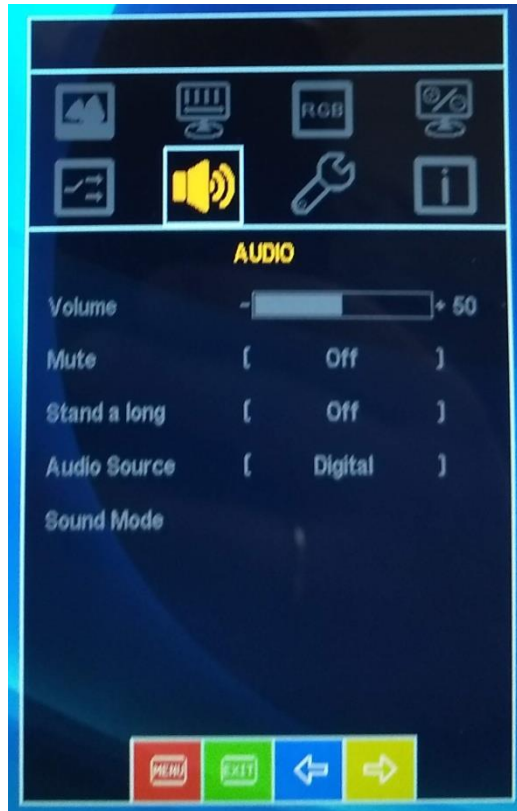 RGB
AUDIO
Volume - + 50
Mute [ Off ]
Stand a long [ Off ]
Audio Source [ Digital ]
Sound Mode
MENU EXIT